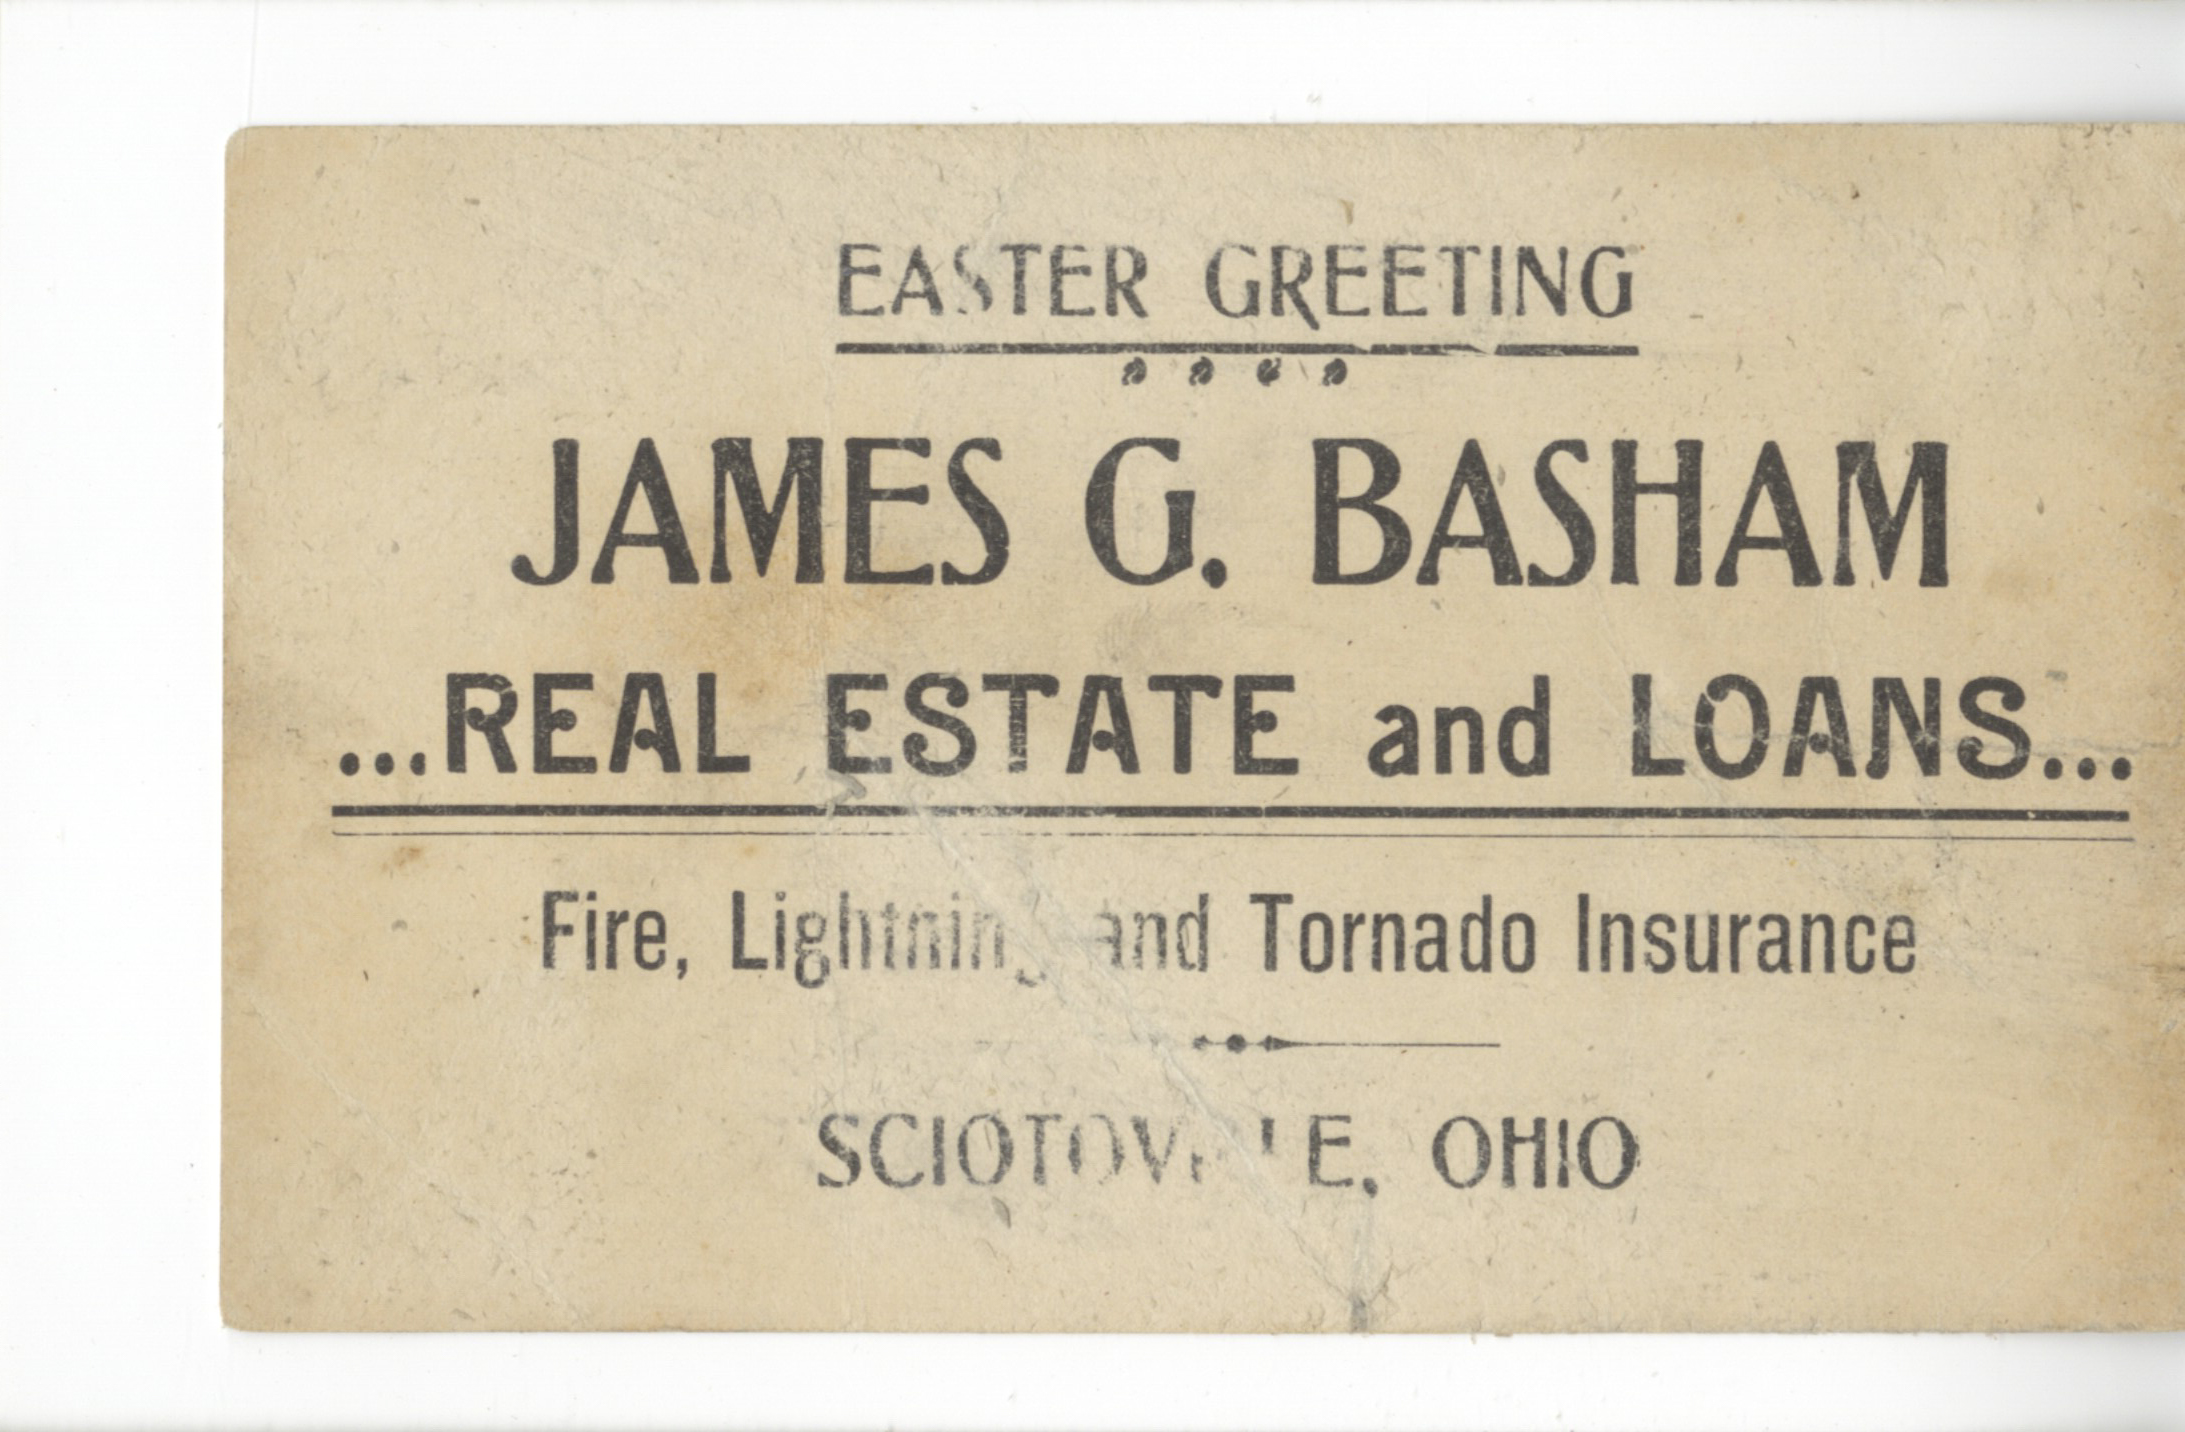 EASTER GREETING
JAMES G. BASHAM
...REAL ESTATE and LOANS...
Fire, Lightning and Tornado Insurance
SCIOTOVILLE, OHIO